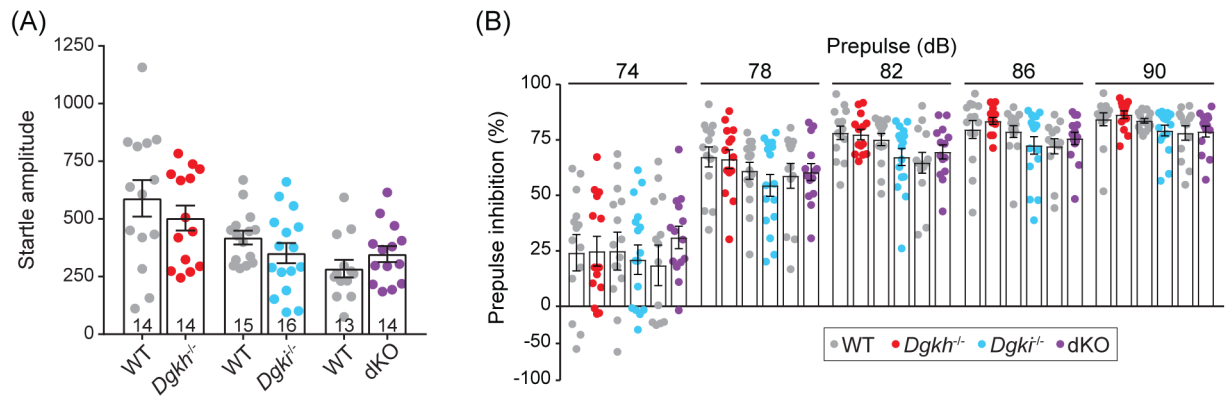 (A)
1250
1000
750
500
250
0
Startle amplitude
14
14
15
16
13
14
WT
Dgkh-/-
WT
Dgki-/-
WT
dKO
(B)
Prepulse (dB)
74
78
82
86
90
100
75
50
25
0
-50
-100
Prepulse inhibition (%)
WT
Dgkh-/-
Dgki-/-
dKO